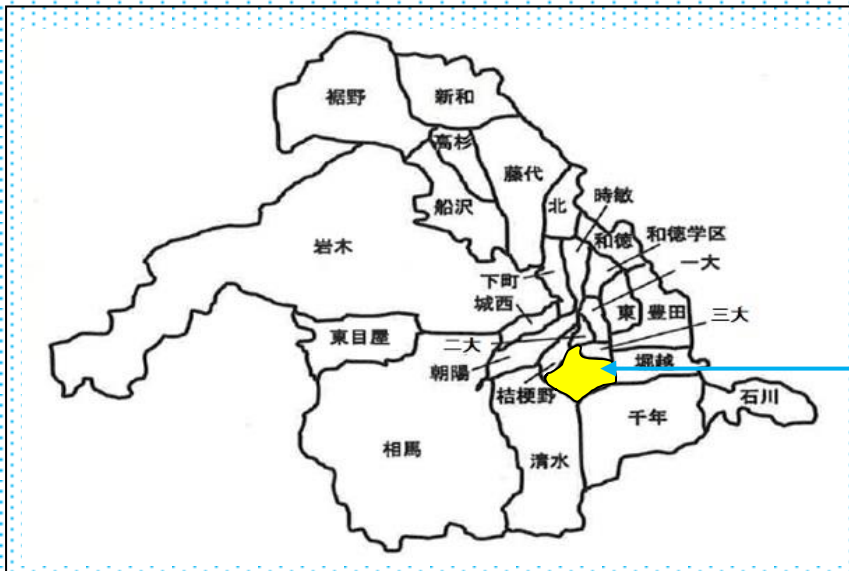 裾野
新和
高杉
藤代
船沢
北
時敏
和徳
和徳学区
岩木
下町
一大
城西
東
豊田
三大
東目屋
二大
朝陽
堀越
桔梗野
石川
千年
相馬
清水